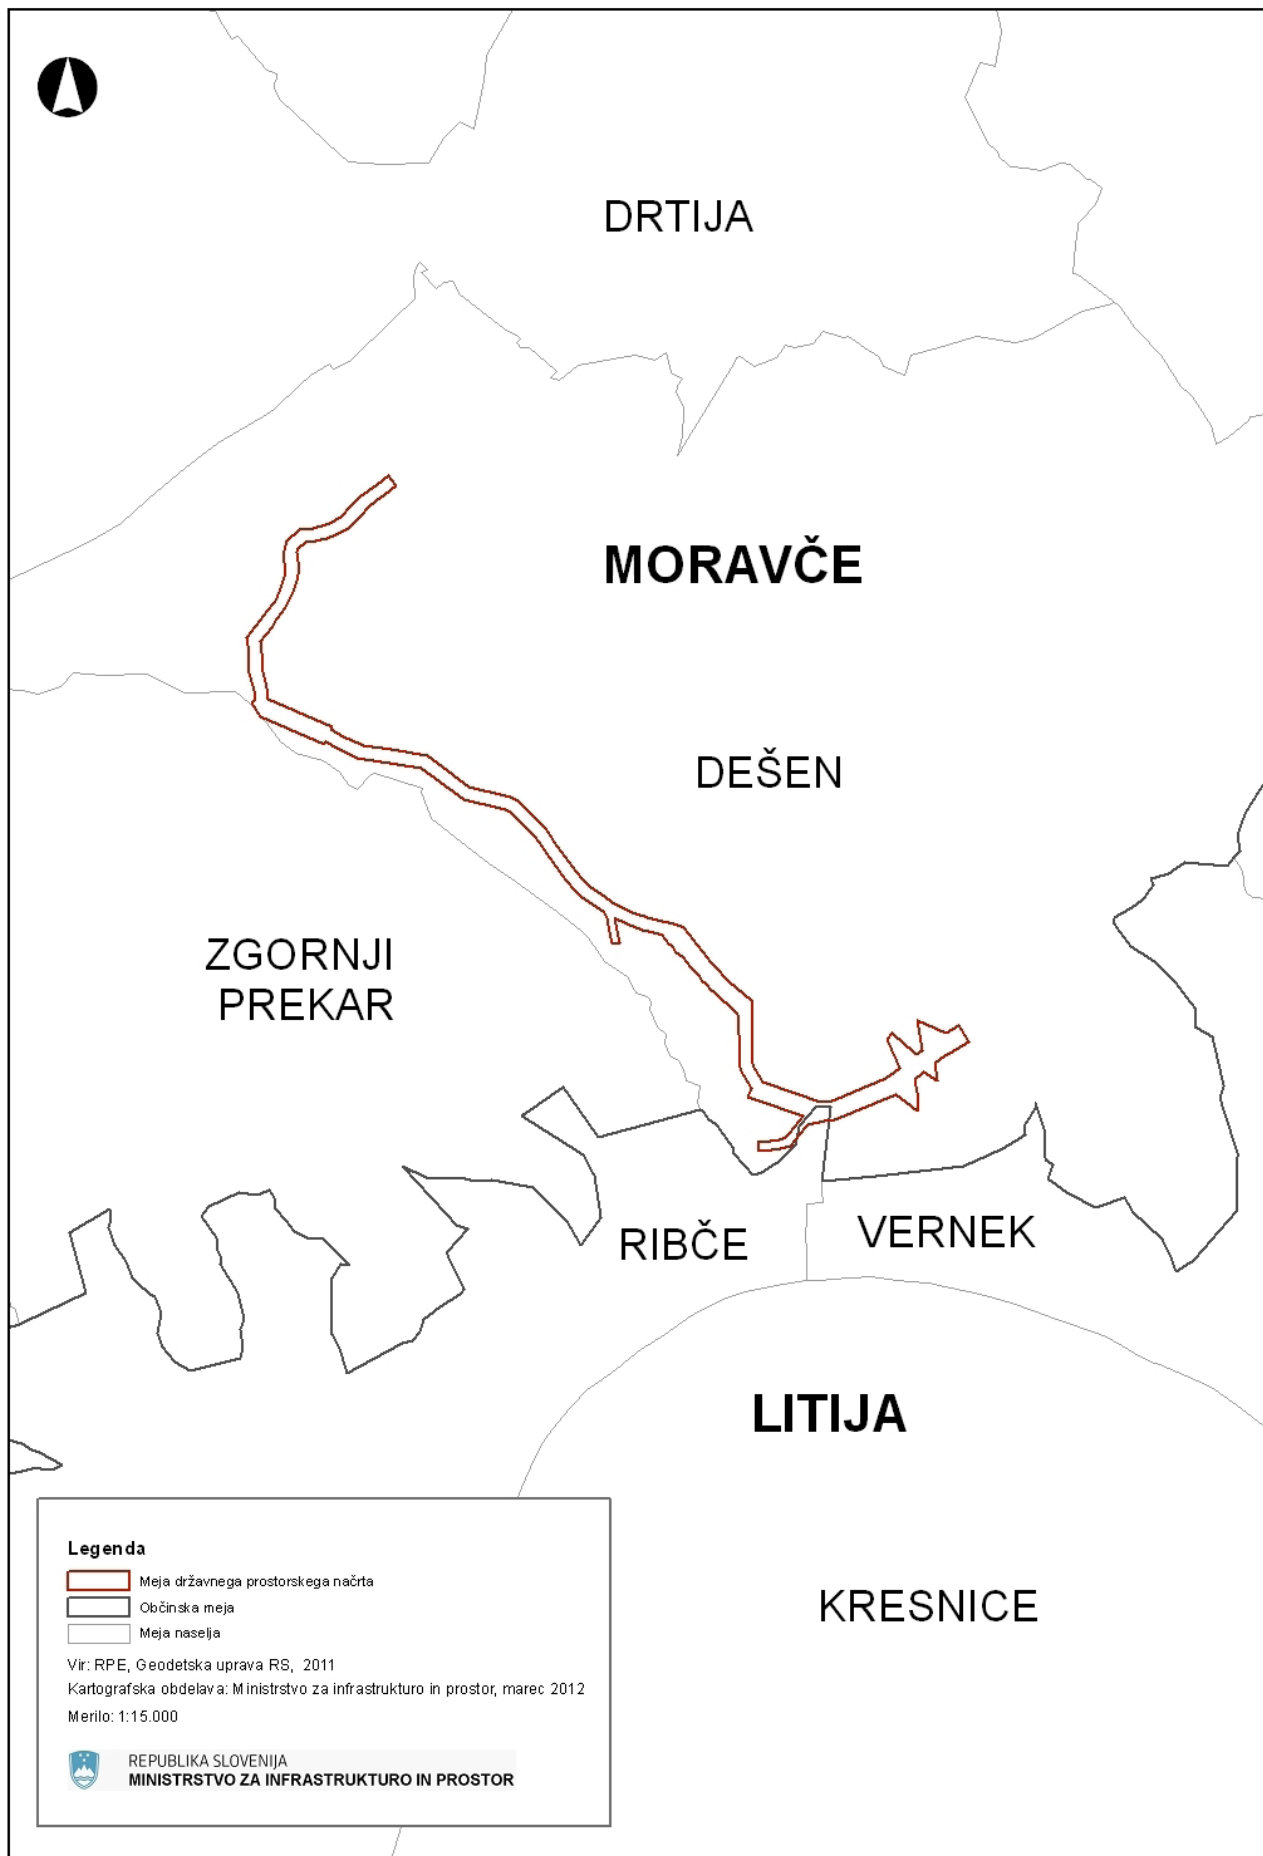 DRTIJA
MORAVČE
DEŠEN
ZGORNJI
PREKAR
RIBČE
VERNEK
LITIJA
KRESNICE
Legenda
Meja državnega prostorskega načrta
Občinska meja
Meja naselja
Vir: RPE, Geodetska uprava RS, 2011
Kartografska obdelava: Ministrstvo za infrastrukturo in prostor, marec 2012
Merilo: 1:15.000
REPUBLIKA SLOVENIJA
MINISTRSTVO ZA INFRASTRUKTURO IN PROSTOR